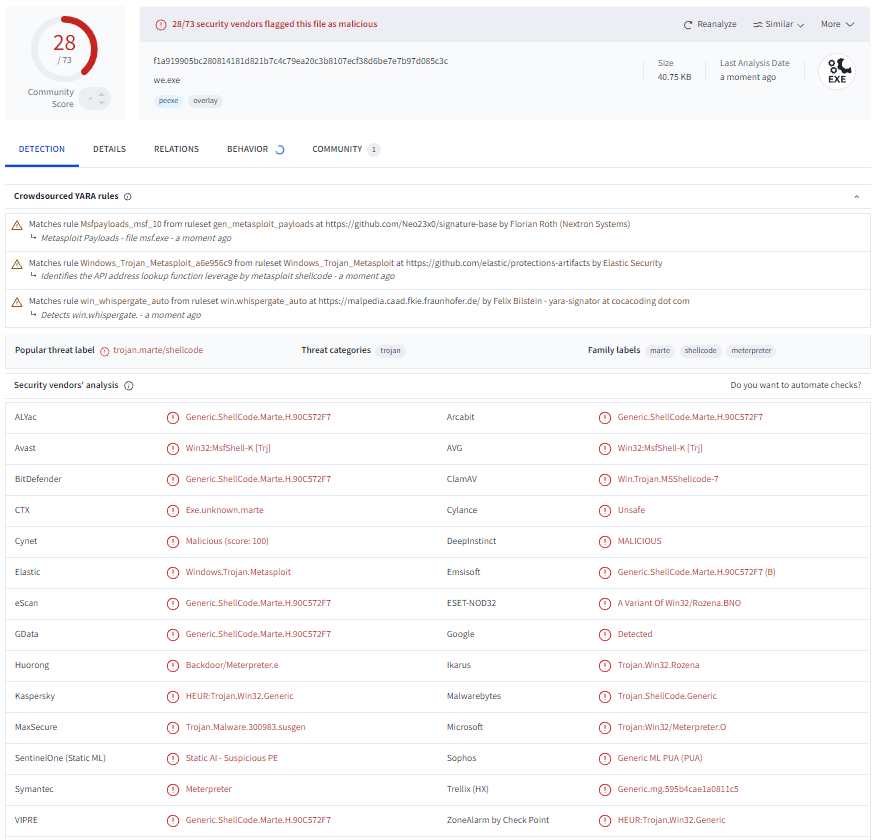 28
/ 73
Community
Score
28/73 security vendors flagged this file as malicious
Reanalyze
Similar
More
f1a919905bc280814181d821b7c4c79ea20c3b8107ecf38d6be7e7b97d085c3c
we.exe
peexe
overlay
Size
40.75 KB
Last Analysis Date
a moment ago
EXE
DETECTION
DETAILS
RELATIONS
BEHAVIOR
COMMUNITY
1
Crowdsourced YARA rules
Matches rule Msfpayloads_msf_10 from ruleset gen_metasploit_payloads at https://github.com/Neo23x0/signature-base by Florian Roth (Nextron Systems)
↳ Metasploit Payloads - file msf.exe - a moment ago
Matches rule Windows_Trojan_Metasploit_a6e956c9 from ruleset Windows_Trojan_Metasploit at https://github.com/elastic/protections-artifacts by Elastic Security
↳ Identifies the API address lookup function leverage by metasploit shellcode - a moment ago
Matches rule win_whispergate_auto from ruleset win.whispergate_auto at https://malpedia.caad.fkie.fraunhofer.de/ by Felix Bilstein - yara-signator at cocacoding dot com
↳ Detects win.whispergate. - a moment ago
Popular threat label trojan.marte/shellcode
Threat categories trojan
Family labels marte shellcode meterpreter
Security vendors' analysis
Do you want to automate checks?
ALYac Generic.ShellCode.Marte.H.90C572F7 Arcabit Generic.ShellCode.Marte.H.90C572F7
Avast Win32:MsfShell-K [Trj] AVG Win32:MsfShell-K [Trj]
BitDefender Generic.ShellCode.Marte.H.90C572F7 ClamAV Win.Trojan.MSShellcode-7
CTX Exe.unknown.marte Cylance Unsafe
Cynet Malicious (score: 100) DeepInstinct MALICIOUS
Elastic Windows.Trojan.Metasploit Emsisoft Generic.ShellCode.Marte.H.90C572F7 (B)
eScan Generic.ShellCode.Marte.H.90C572F7 ESET-NOD32 A Variant Of Win32/Rozena.BNO
GData Generic.ShellCode.Marte.H.90C572F7 Google Detected
Huorong Backdoor/Meterpreter.e Ikarus Trojan.Win32.Rozena
Kaspersky HEUR:Trojan.Win32.Generic Malwarebytes Trojan.ShellCode.Generic
MaxSecure Trojan.Malware.300983.susgen Microsoft Trojan:Win32/Meterpreter.O
SentinelOne (Static ML) Static AI - Suspicious PE Sophos Generic ML PUA (PUA)
Symantec Meterpreter Trellix (HX) Generic.mg.595b4cae1a0811c5
VIPRE Generic.ShellCode.Marte.H.90C572F7 ZoneAlarm by Check Point HEUR:Trojan.Win32.Generic